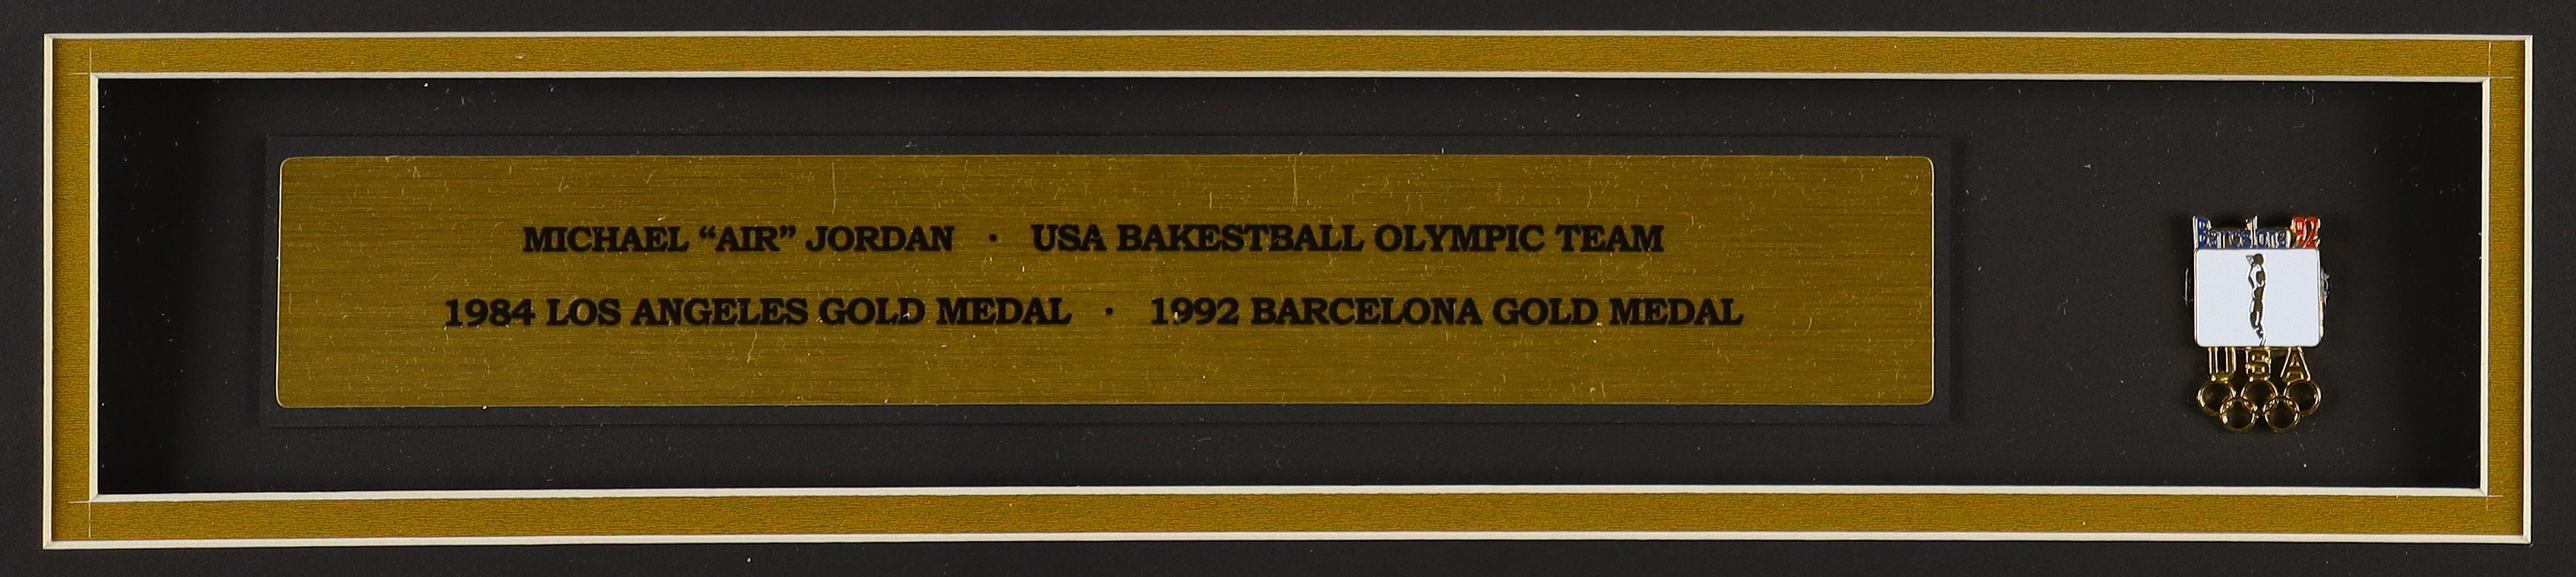 MICHAEL “AIR” JORDAN · USA BAKESTBALL OLYMPIC TEAM
1984 LOS ANGELES GOLD MEDAL · 1992 BARCELONA GOLD MEDAL
Barcelona 92
USA